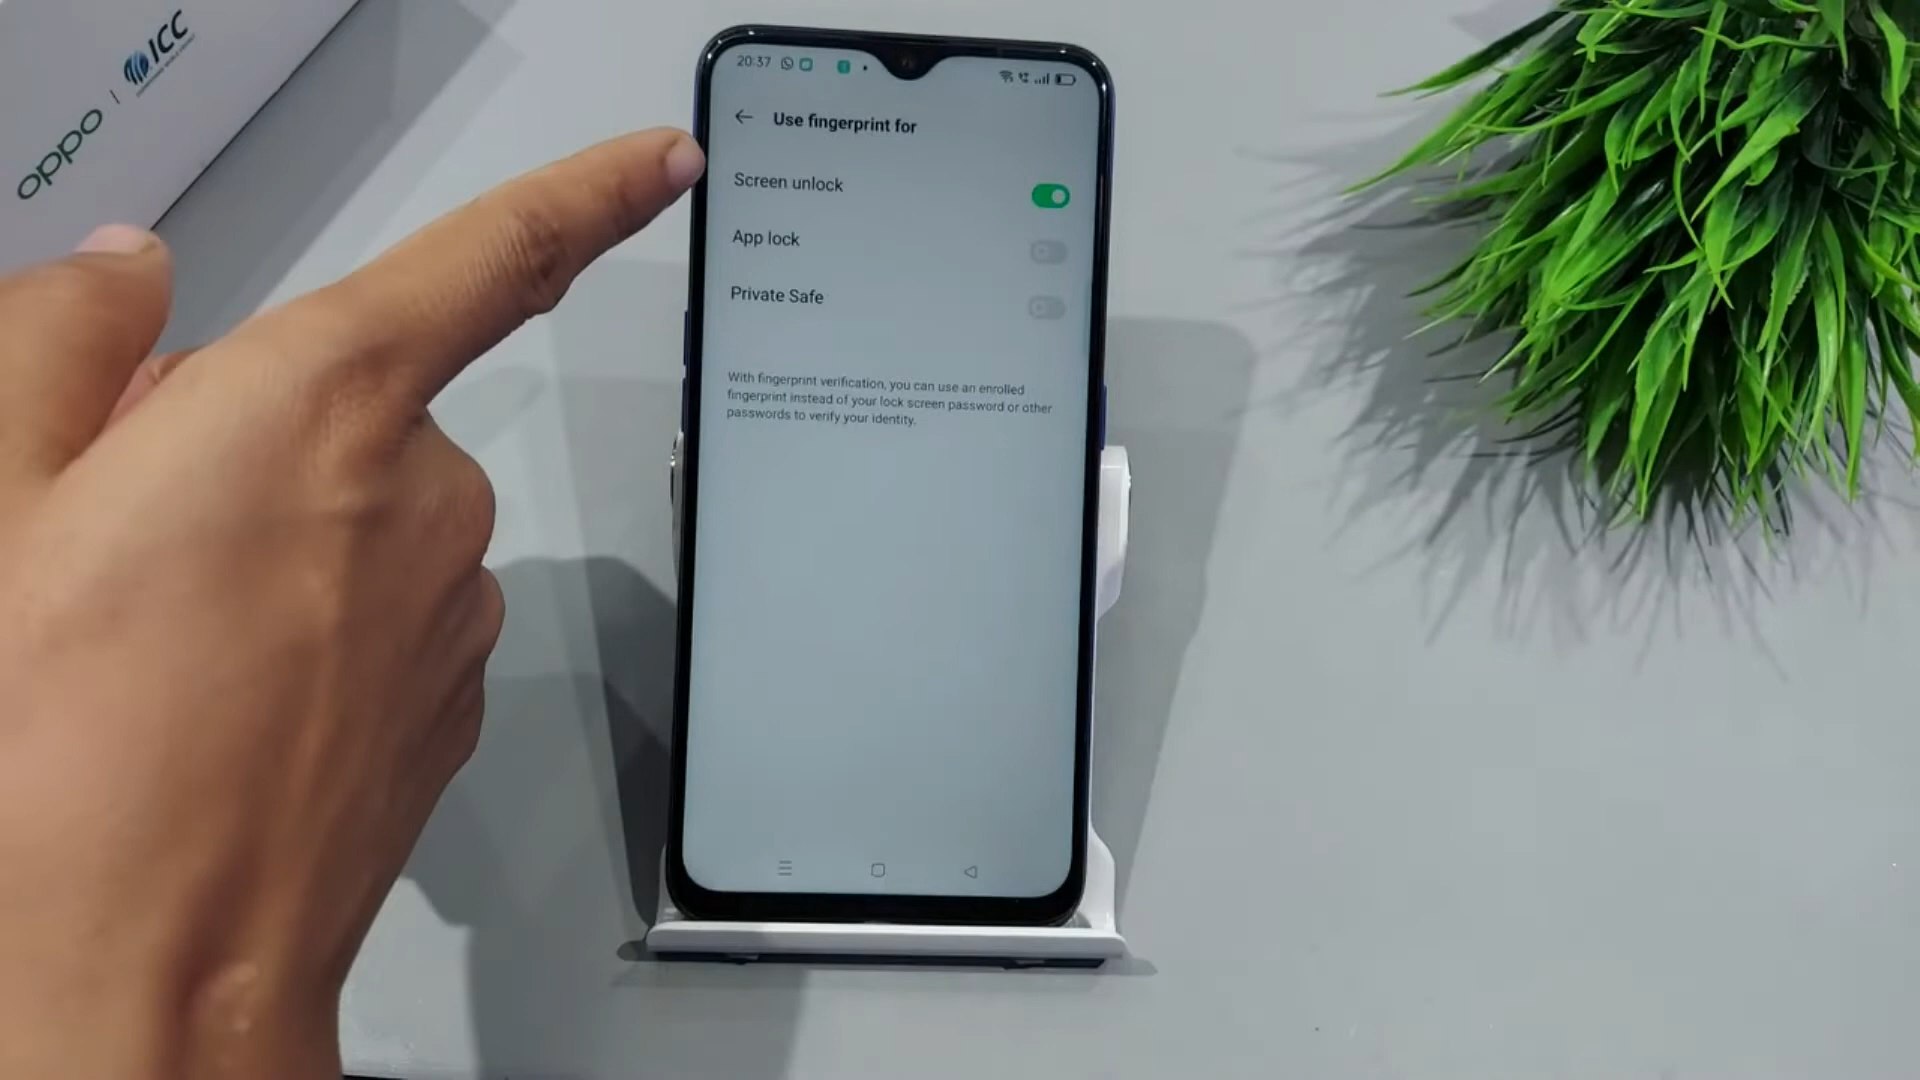 oppo | ICC
20:37
Use fingerprint for
Screen unlock
App lock
Private Safe
With fingerprint verification, you can use an enrolled
fingerprint instead of your lock screen password or other
passwords to verify your identity.